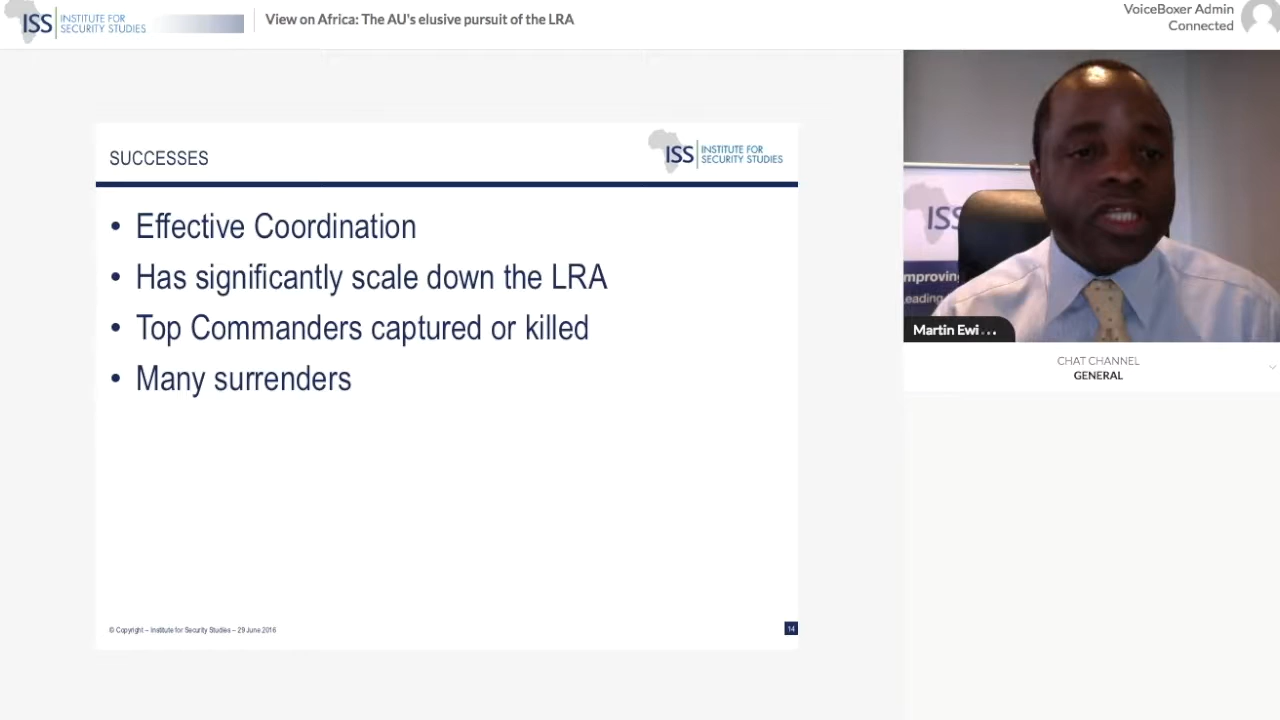 ISS INSTITUTE FOR
SECURITY STUDIES
View on Africa: The AU's elusive pursuit of the LRA
VoiceBoxer Admin
Connected
SUCCESSES
ISS INSTITUTE FOR
SECURITY STUDIES
• Effective Coordination
• Has significantly scale down the LRA
• Top Commanders captured or killed
• Many surrenders
© Copyright – Institute for Security Studies – 29 June 2016
14
ISS
mproving
eading
Martin Ewi...
CHAT CHANNEL
GENERAL